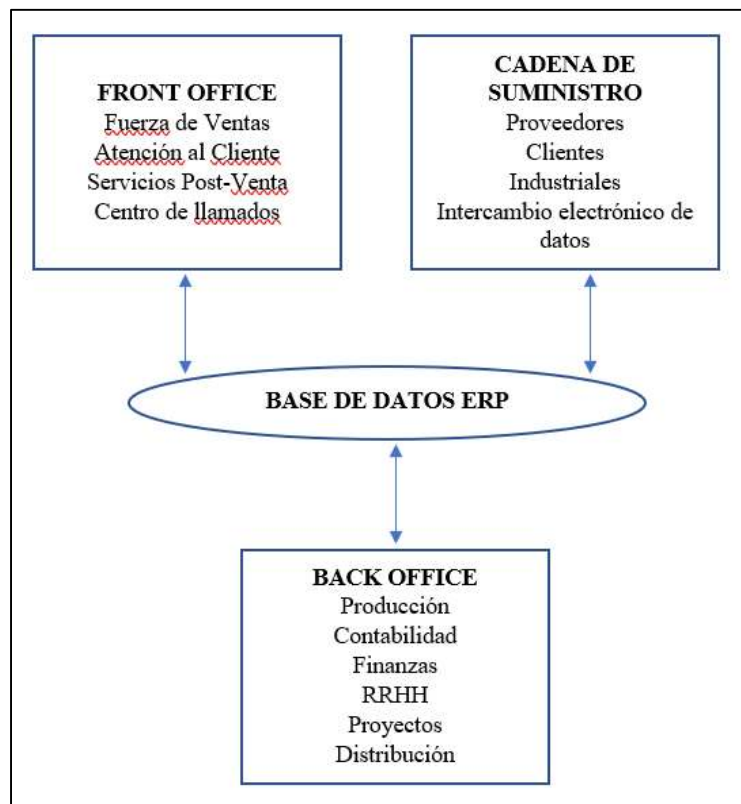 FRONT OFFICE
Fuerza de Ventas
Atención al Cliente
Servicios Post-Venta
Centro de llamados
CADENA DE
SUMINISTRO
Proveedores
Clientes
Industriales
Intercambio electrónico de
datos
BASE DE DATOS ERP
BACK OFFICE
Producción
Contabilidad
Finanzas
RRHH
Proyectos
Distribución